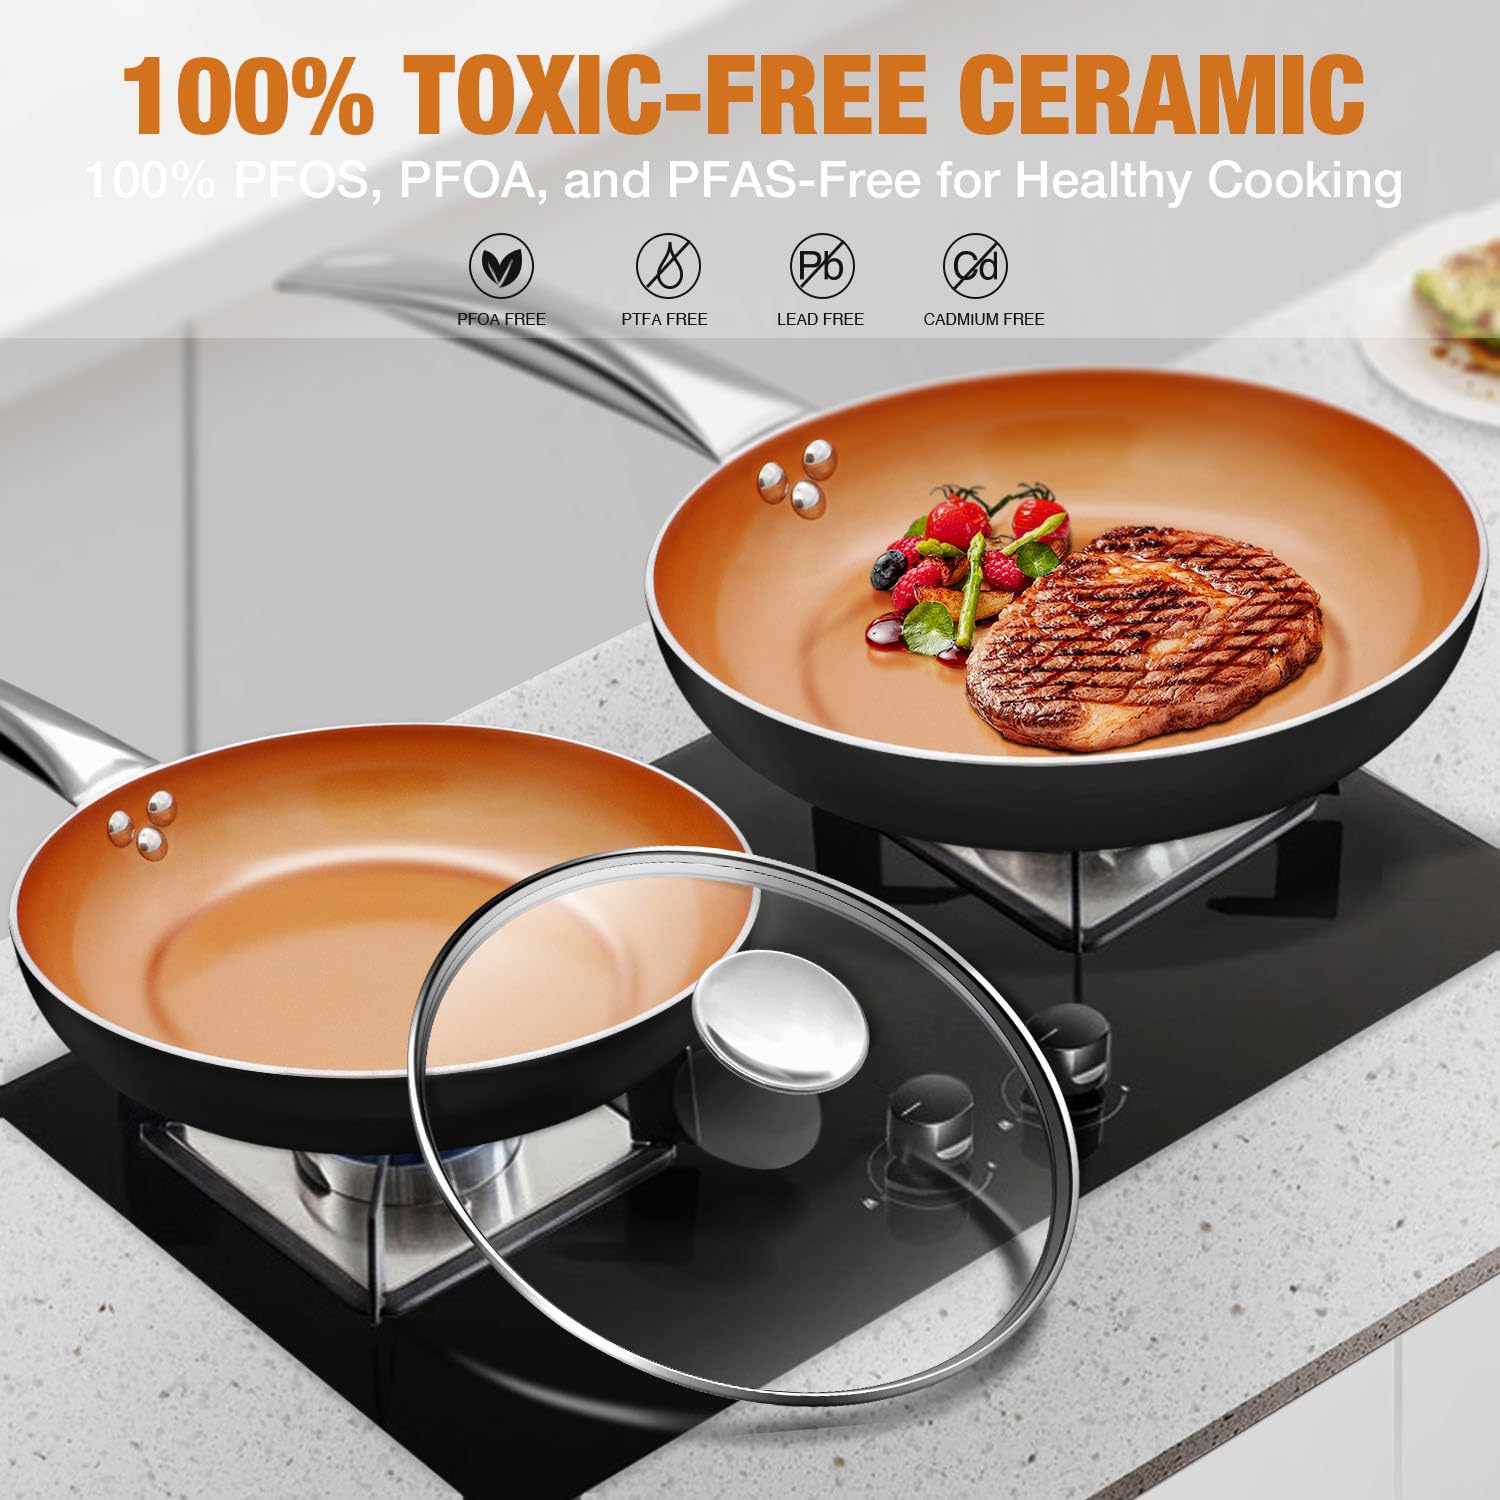 100% TOXIC-FREE CERAMIC
100% PFOS, PFOA, and PFAS-Free for Healthy Cooking
Pb Cd
PFOA FREE PTFA FREE LEAD FREE CADMIUM FREE